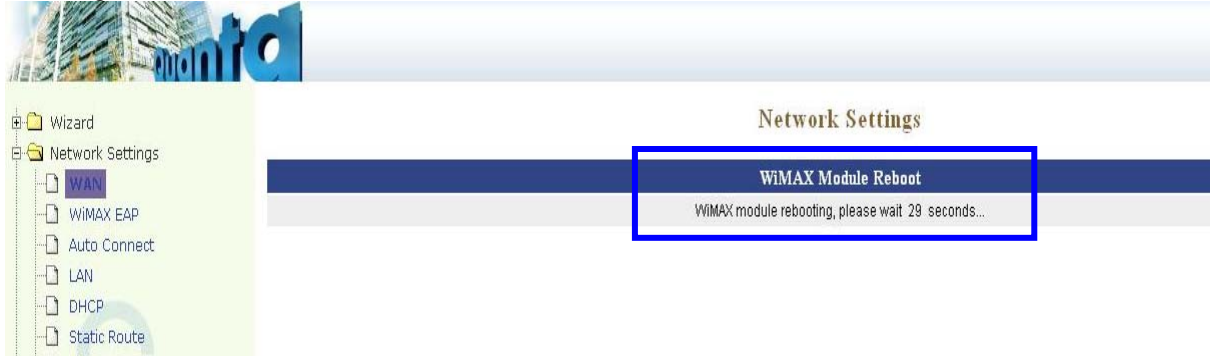 Quanta
Wizard
Network Settings
WAN
WiMAX EAP
Auto Connect
LAN
DHCP
Static Route
Network Settings
WiMAX Module Reboot
WiMAX module rebooting, please wait 29 seconds...